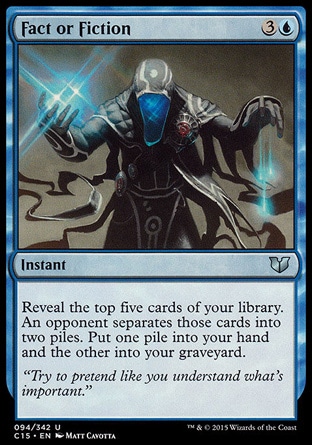 Fact or Fiction 3
Instant
Reveal the top five cards of your library.
An opponent separates those cards into
two piles. Put one pile into your hand
and the other into your graveyard.
“Try to pretend like you understand what’s
important.”
094/342 U
C15 • EN Matt Cavotta ™ & © 2015 Wizards of the Coast